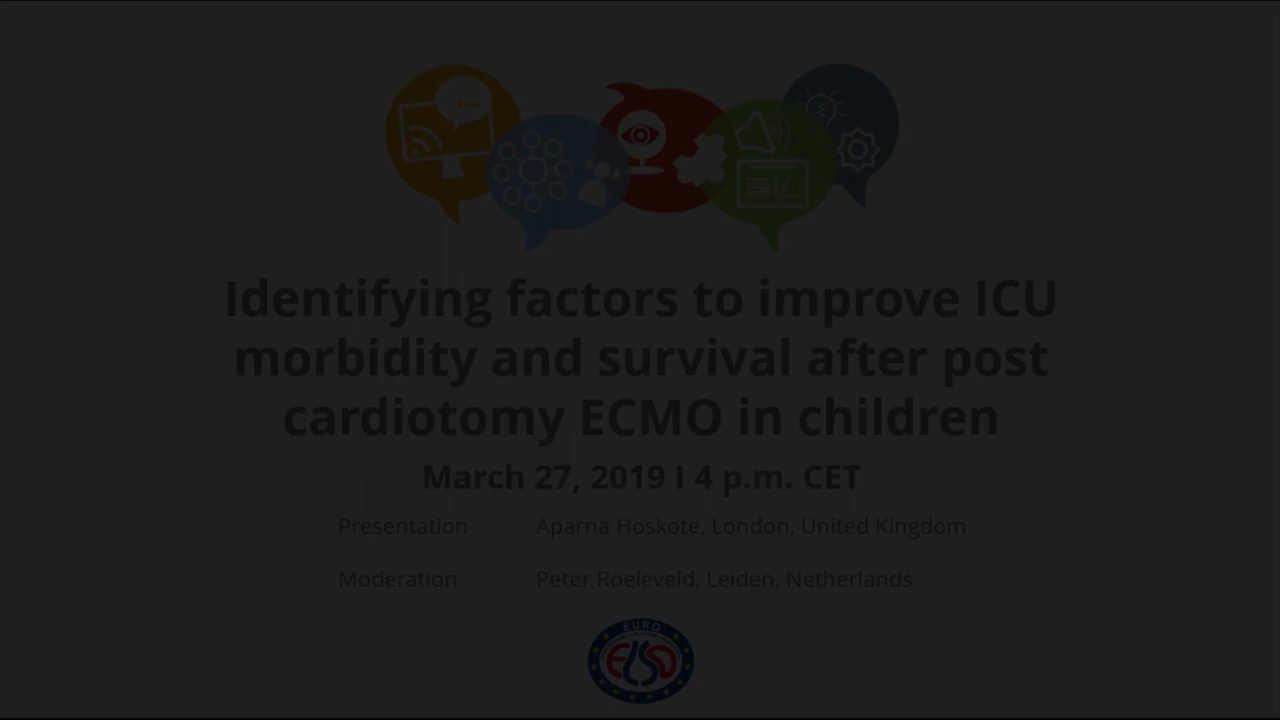 Identifying factors to improve ICU
morbidity and survival after post
cardiotomy ECMO in children
March 27, 2019 I 4 p.m. CET
Presentation Aparna Hoskote, London, United Kingdom
Moderation Peter Roeleveld, Leiden, Netherlands
EURO
ELSO